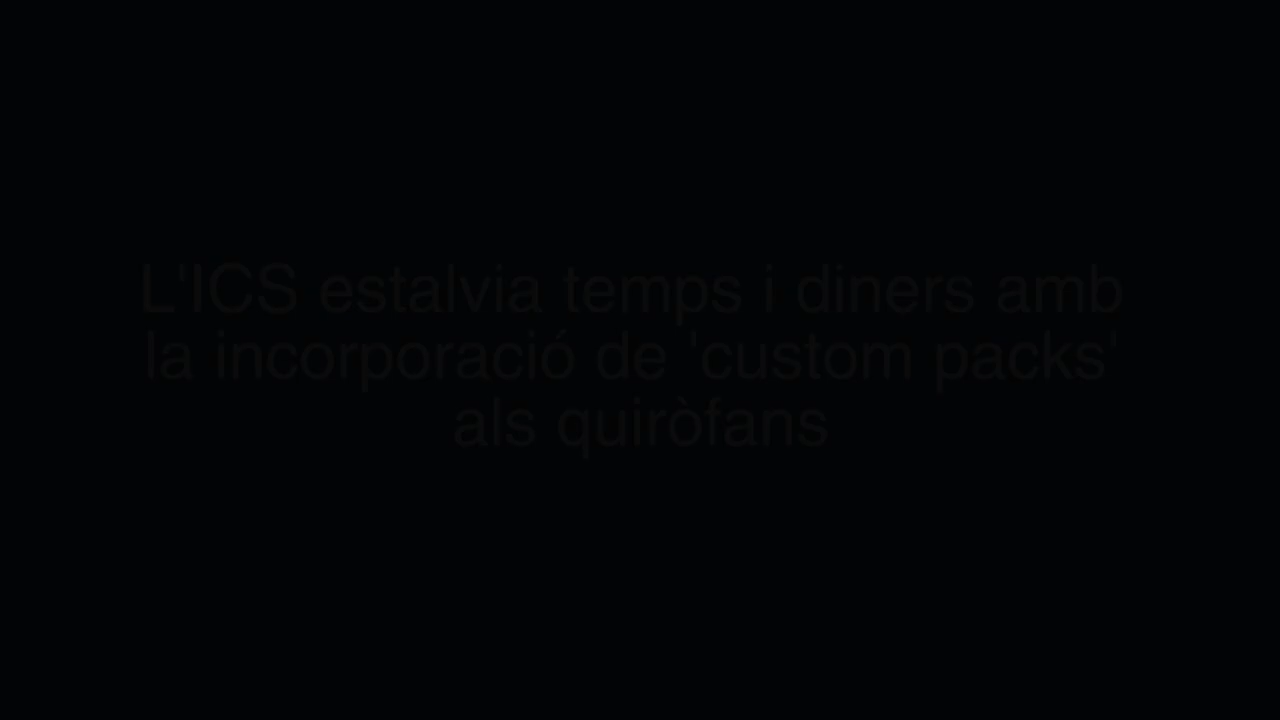 L'ICS estalvia temps i diners amb
la incorporació de 'custom packs'
als quiròfans